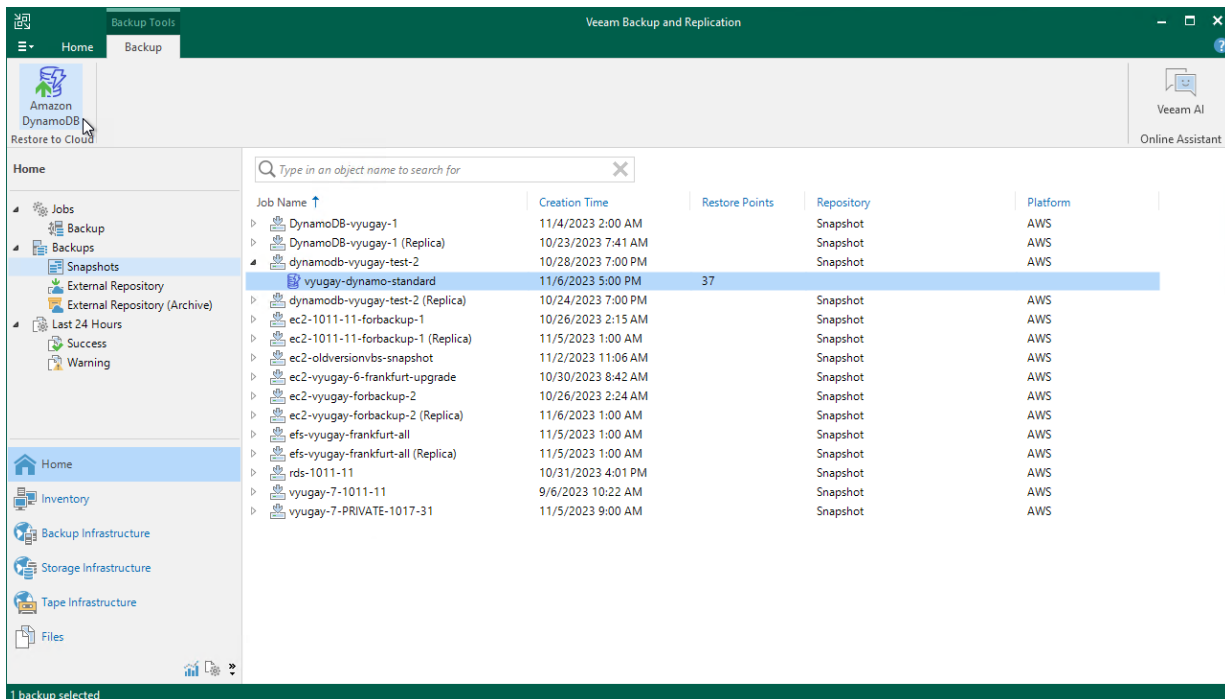 Backup Tools
Veeam Backup and Replication
Home Backup
Amazon
DynamoDB
Restore to Cloud
Veeam AI
Online Assistant
Home
Type in an object name to search for
Jobs
Backup
Backups
Snapshots
External Repository
External Repository (Archive)
Last 24 Hours
Success
Warning
Home
Inventory
Backup Infrastructure
Storage Infrastructure
Tape Infrastructure
Files
Job Name Creation Time Restore Points Repository Platform
DynamoDB-vyugay-1 11/4/2023 2:00 AM Snapshot AWS
DynamoDB-vyugay-1 (Replica) 10/23/2023 7:41 AM Snapshot AWS
dynamodb-vyugay-test-2 10/28/2023 7:00 PM Snapshot AWS
vyugay-dynamo-standard 11/6/2023 5:00 PM 37
dynamodb-vyugay-test-2 (Replica) 10/24/2023 7:00 PM Snapshot AWS
ec2-1011-11-forbackup-1 10/26/2023 2:15 AM Snapshot AWS
ec2-1011-11-forbackup-1 (Replica) 11/5/2023 1:00 AM Snapshot AWS
ec2-oldversionvbs-snapshot 11/2/2023 11:06 AM Snapshot AWS
ec2-vyugay-6-frankfurt-upgrade 10/30/2023 8:42 AM Snapshot AWS
ec2-vyugay-forbackup-2 10/26/2023 2:24 AM Snapshot AWS
ec2-vyugay-forbackup-2 (Replica) 11/6/2023 1:00 AM Snapshot AWS
efs-vyugay-frankfurt-all 11/5/2023 1:00 AM Snapshot AWS
efs-vyugay-frankfurt-all (Replica) 11/5/2023 1:00 AM Snapshot AWS
rds-1011-11 10/31/2023 4:01 PM Snapshot AWS
vyugay-7-1011-11 9/6/2023 10:22 AM Snapshot AWS
vyugay-7-PRIVATE-1017-31 11/5/2023 9:00 AM Snapshot AWS
1 backup selected